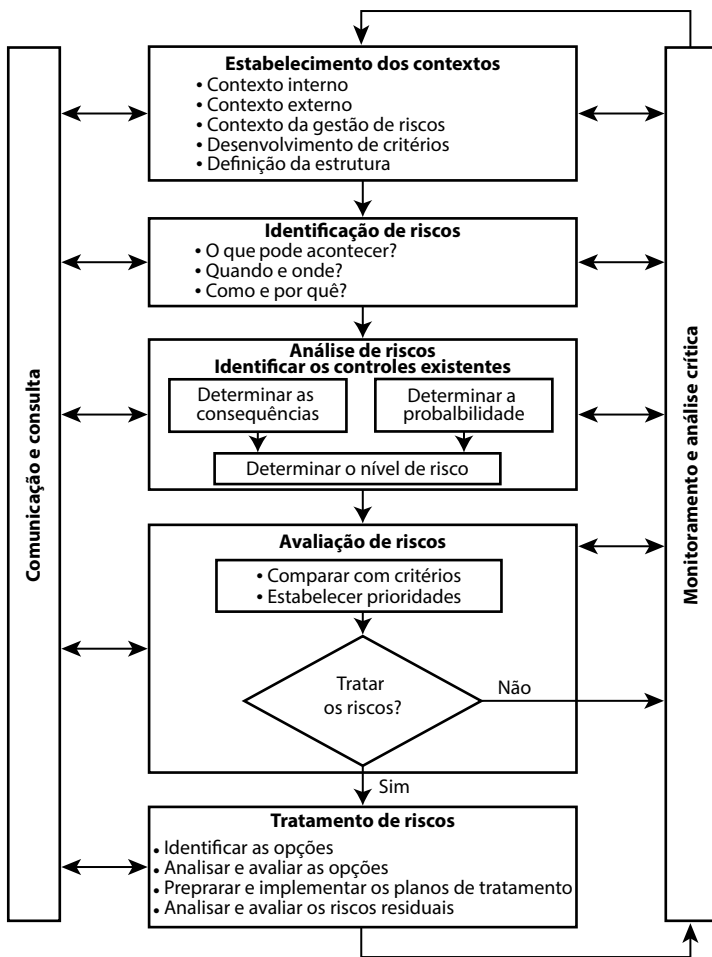 Comunicação e consulta
Estabelecimento dos contextos
• Contexto interno
• Contexto externo
• Contexto da gestão de riscos
• Desenvolvimento de critérios
• Definição da estrutura
Identificação de riscos
• O que pode acontecer?
• Quando e onde?
• Como e por quê?
Análise de riscos
Identificar os controles existentes
Determinar as
consequências
Determinar a
probalbilidade
Determinar o nível de risco
Avaliação de riscos
• Comparar com critérios
• Estabelecer prioridades
Tratar
os riscos?
Não
Sim
Tratamento de riscos
• Identificar as opções
• Analisar e avaliar as opções
• Preprarar e implementar os planos de tratamento
• Analisar e avaliar os riscos residuais
Monitoramento e análise crítica